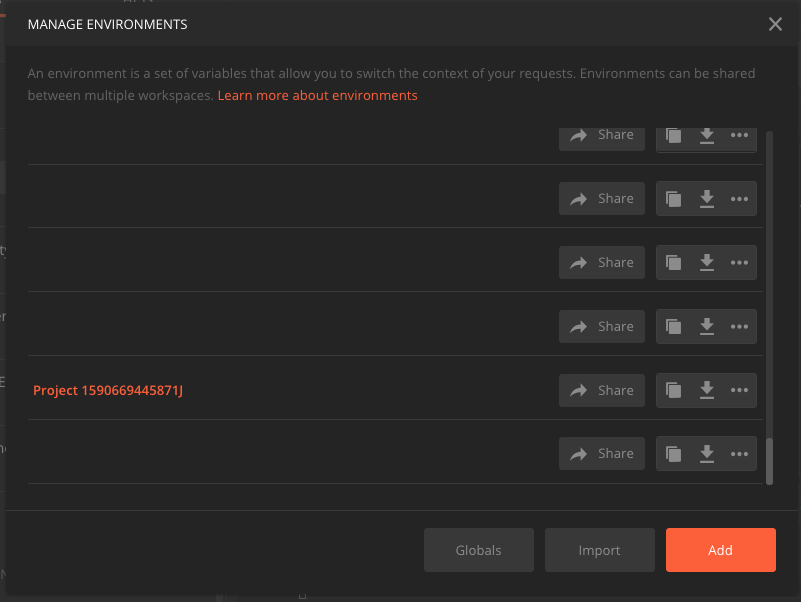 MANAGE ENVIRONMENTS
An environment is a set of variables that allow you to switch the context of your requests. Environments can be shared
between multiple workspaces. Learn more about environments
Share
Share
Share
Share
Project 1590669445871J Share
Share
Globals Import Add